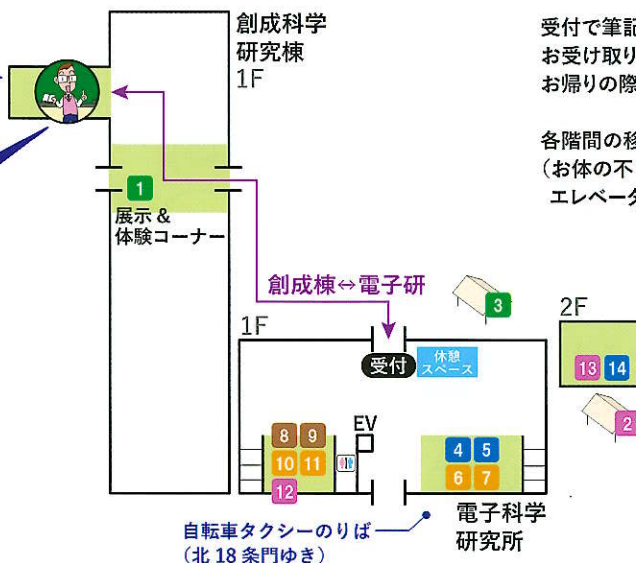 創成科学
研究棟
1F
受付で筆記
お受け取り
お帰りの際
各階間の移
（お体の不
エレベータ
1
展示&
体験コーナー
創成棟↔電子研
3
1F
2F
受付
休憩
スペース
13 14
2
EV
8 9
10 11
12
4 5
6 7
電子科学
研究所
自転車タクシーのりば
（北18条門ゆき）